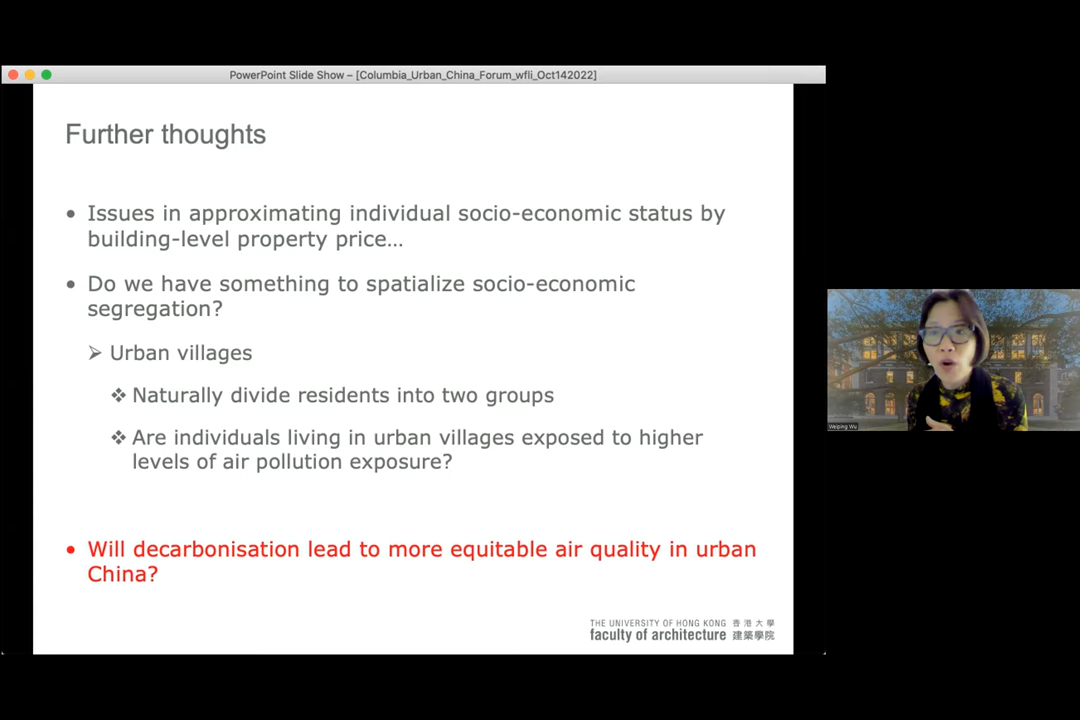 PowerPoint Slide Show – [Columbia_Urban_China_Forum_wfli_Oct142022]
Further thoughts
• Issues in approximating individual socio-economic status by
building-level property price...
• Do we have something to spatialize socio-economic
segregation?
➢ Urban villages
❖ Naturally divide residents into two groups
❖ Are individuals living in urban villages exposed to higher
levels of air pollution exposure?
• Will decarbonisation lead to more equitable air quality in urban
China?
THE UNIVERSITY OF HONG KONG 香港大學
faculty of architecture 建築學院
Weiping Wu